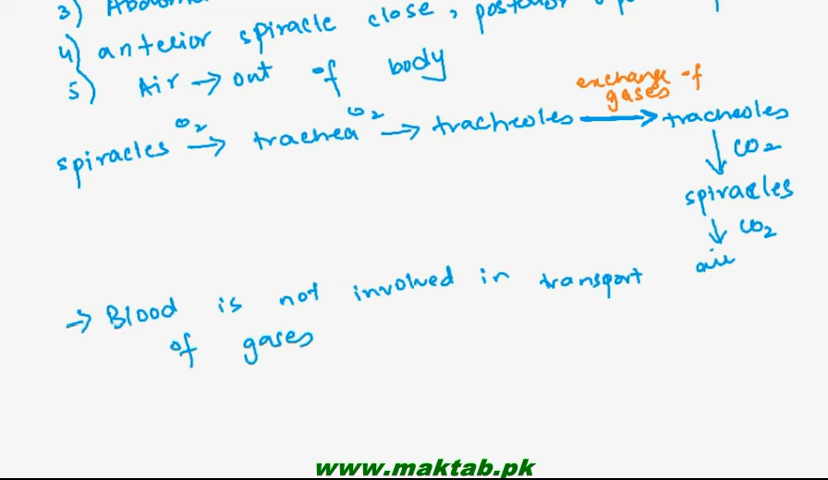 3)
4) anterior spiracle close, posterior
5) Air → out of body
exchange of gases
spiracles O2 → trachea O2 → tracheoles → tracheoles
↓ CO2
spiracles
↓ CO2
air
→ Blood is not involved in transport
of gases
www.maktab.pk